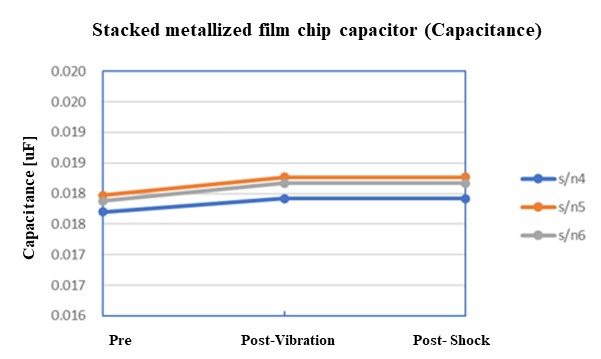 Stacked metallized film chip capacitor (Capacitance)
Capacitance [uF]
0.020
0.020
0.019
0.019
0.018
0.018
0.017
0.017
0.016
Pre Post-Vibration Post- Shock
s/n4
s/n5
s/n6